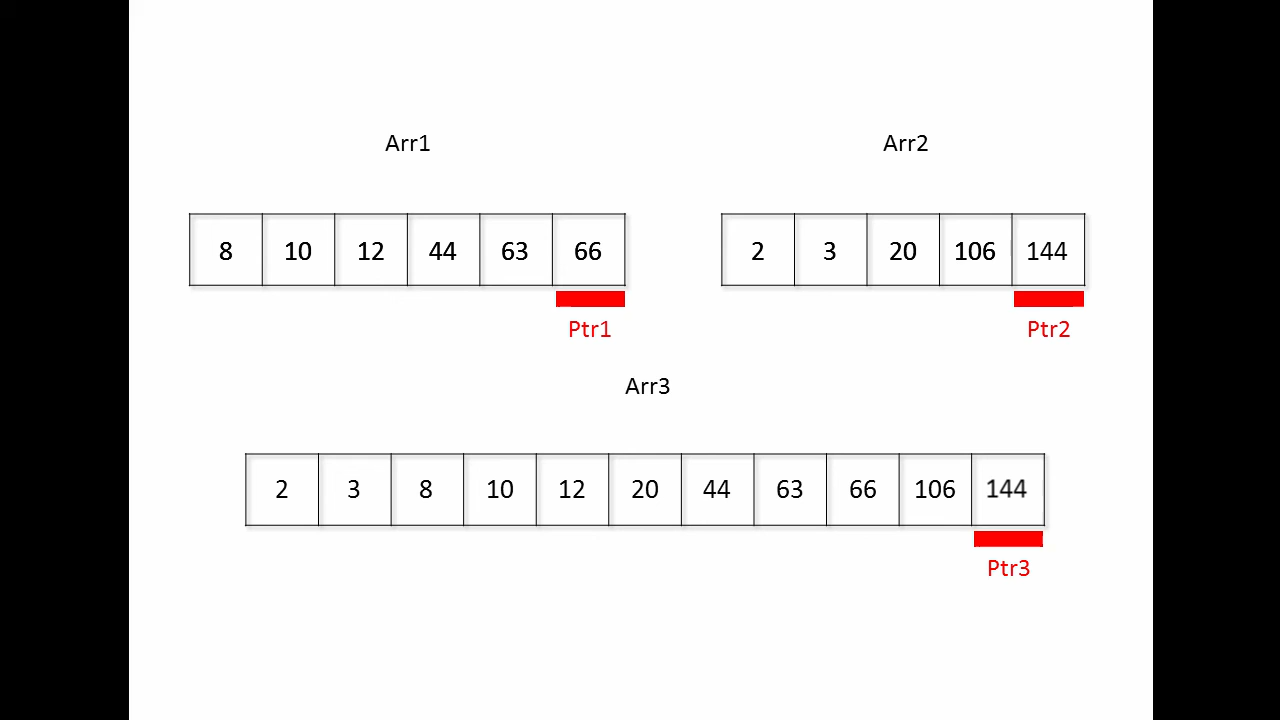 Arr1 Arr2
8 10 12 44 63 66 2 3 20 106 144
Ptr1 Ptr2
Arr3
2 3 8 10 12 20 44 63 66 106 144
Ptr3